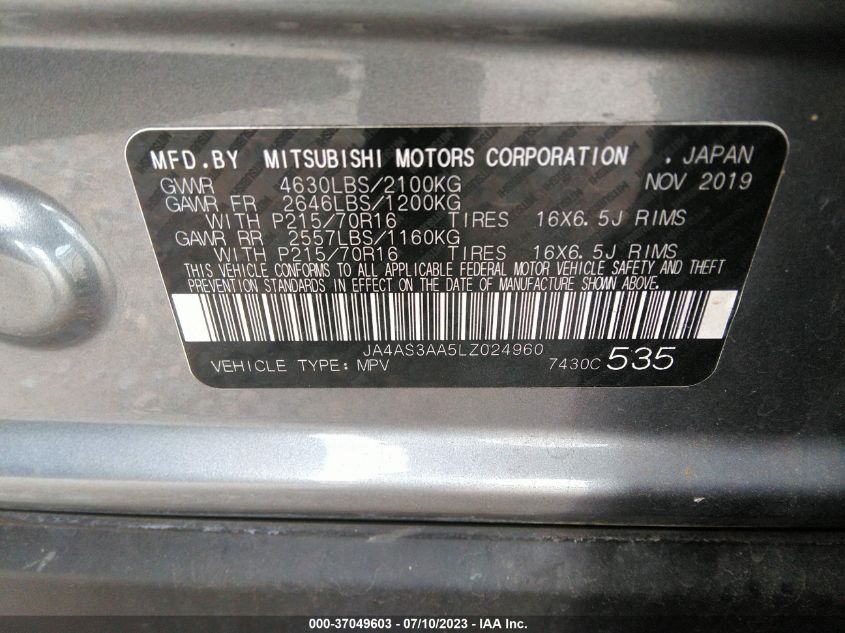 MFD.BY MITSUBISHI MOTORS CORPORATION . JAPAN
GWWR 4630LBS/2100KG NOV 2019
GAWR FR 2646LBS/1200KG
WITH P215/70R16 TIRES 16X6.5J RIMS
GAWR RR 2557LBS/1160KG
WITH P215/70R16 TIRES 16X6.5J RIMS
THIS VEHICLE CONFORMS TO ALL APPLICABLE FEDERAL MOTOR VEHICLE SAFETY AND THEFT
PREVENTION STANDARDS IN EFFECT ON THE DATE OF MANUFACTURE SHOWN ABOVE.
JA4AS3AA5LZ024960
VEHICLE TYPE:MPV 7430C 535
000-37049603 - 07/10/2023 - IAA Inc.